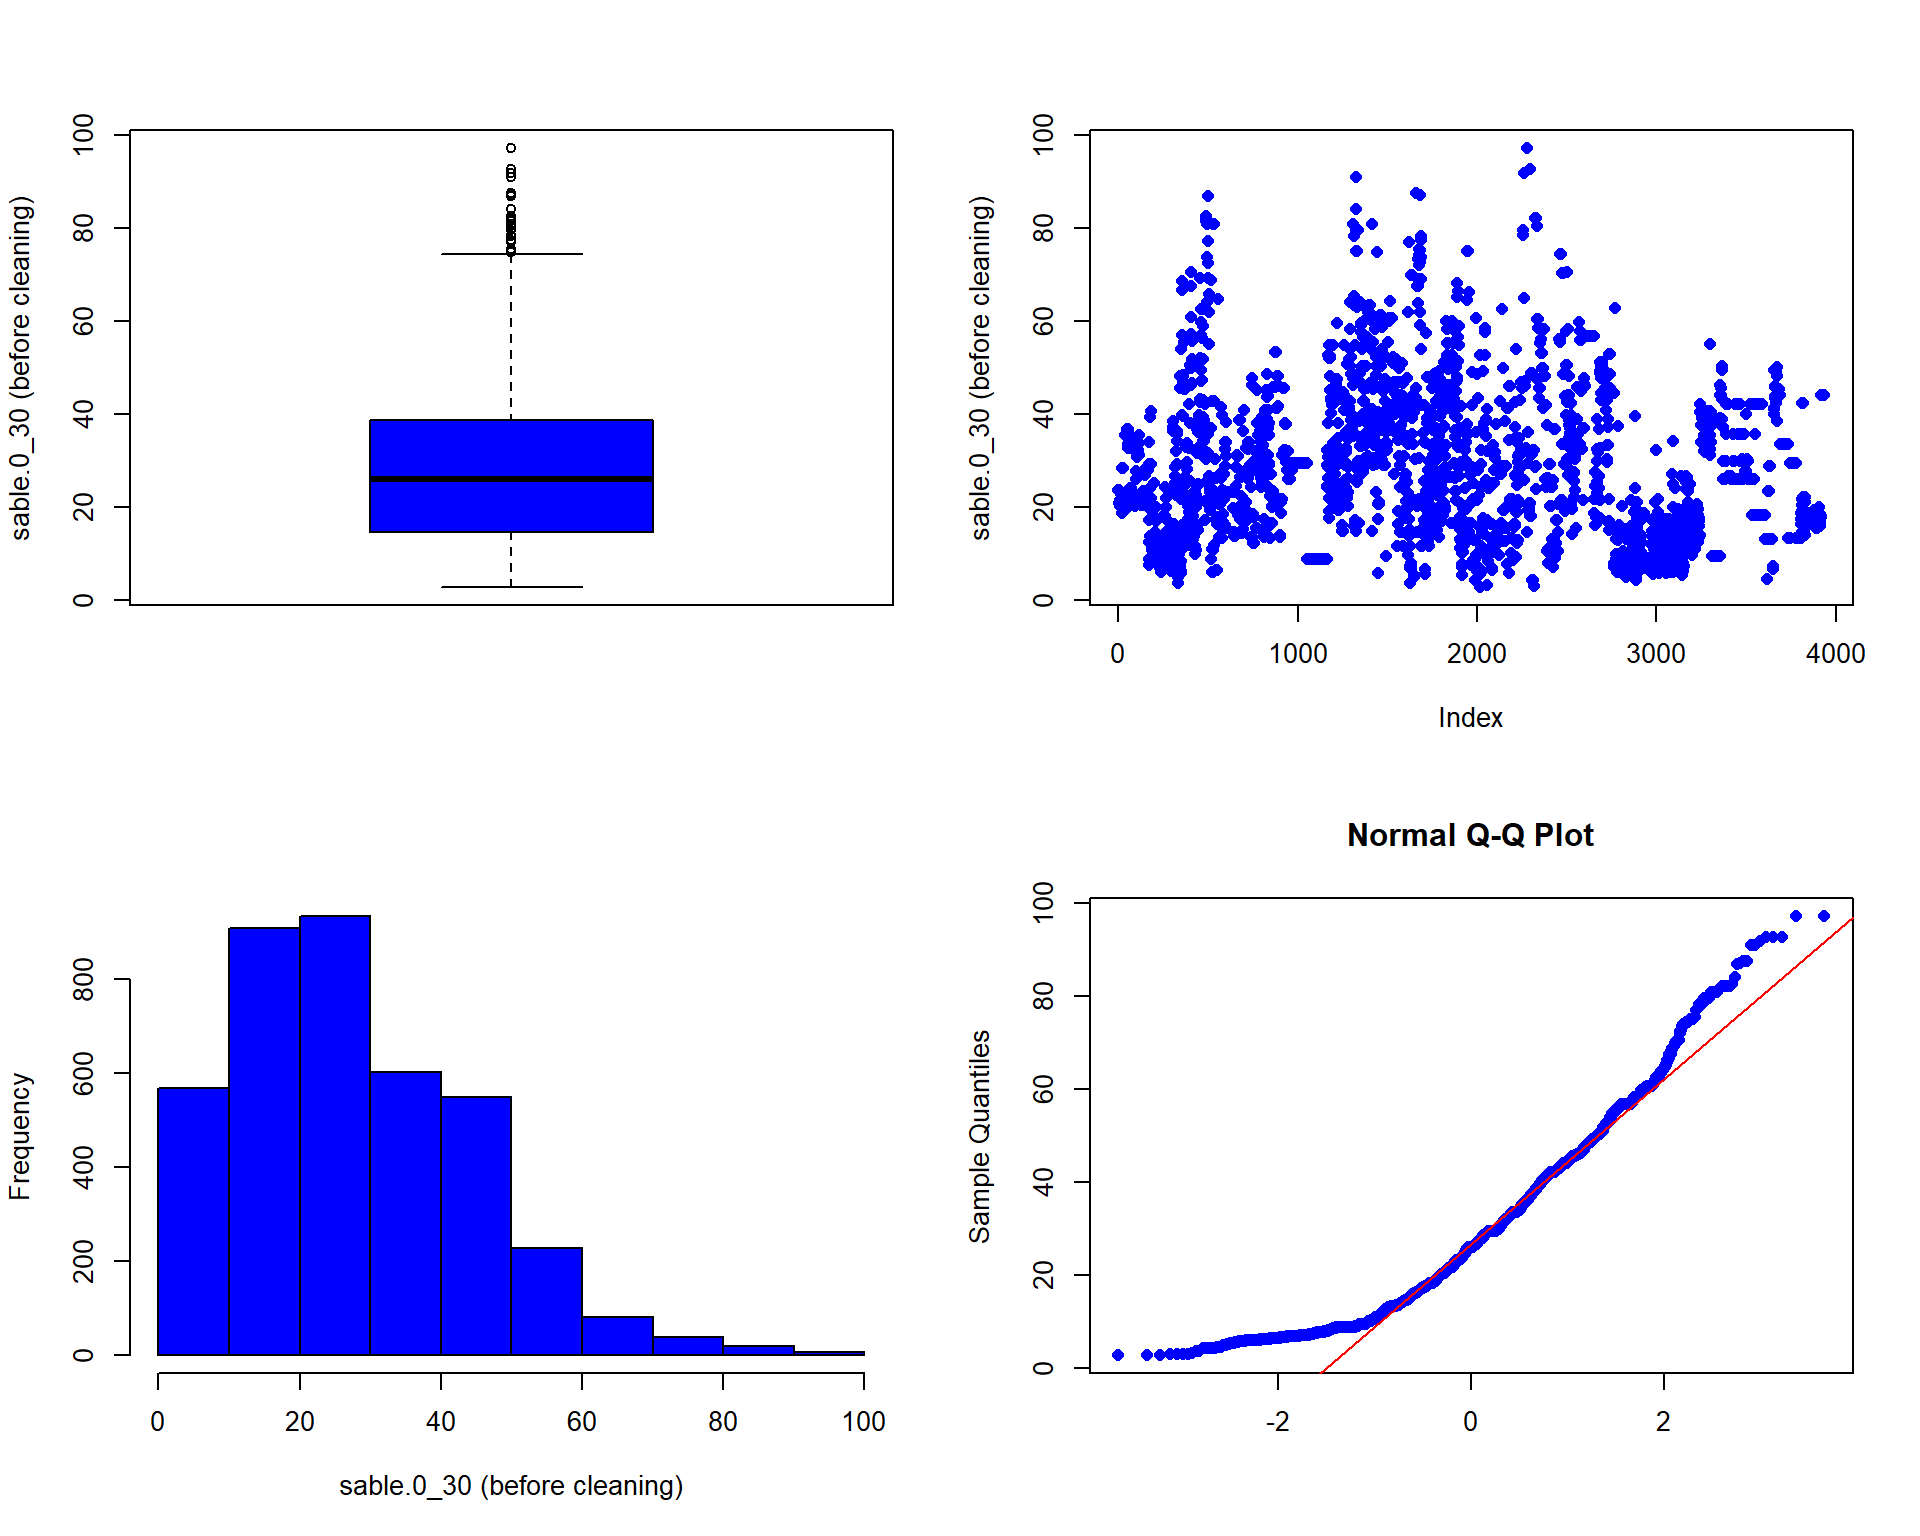 sable.0_30 (before cleaning)
0 20 40 60 80 100
sable.0_30 (before cleaning)
0 20 40 60 80 100
0 1000 2000 3000 4000
Index
Frequency
0 200 400 600 800
0 20 40 60 80 100
sable.0_30 (before cleaning)
Normal Q-Q Plot
Sample Quantiles
0 20 40 60 80 100
-2 0 2